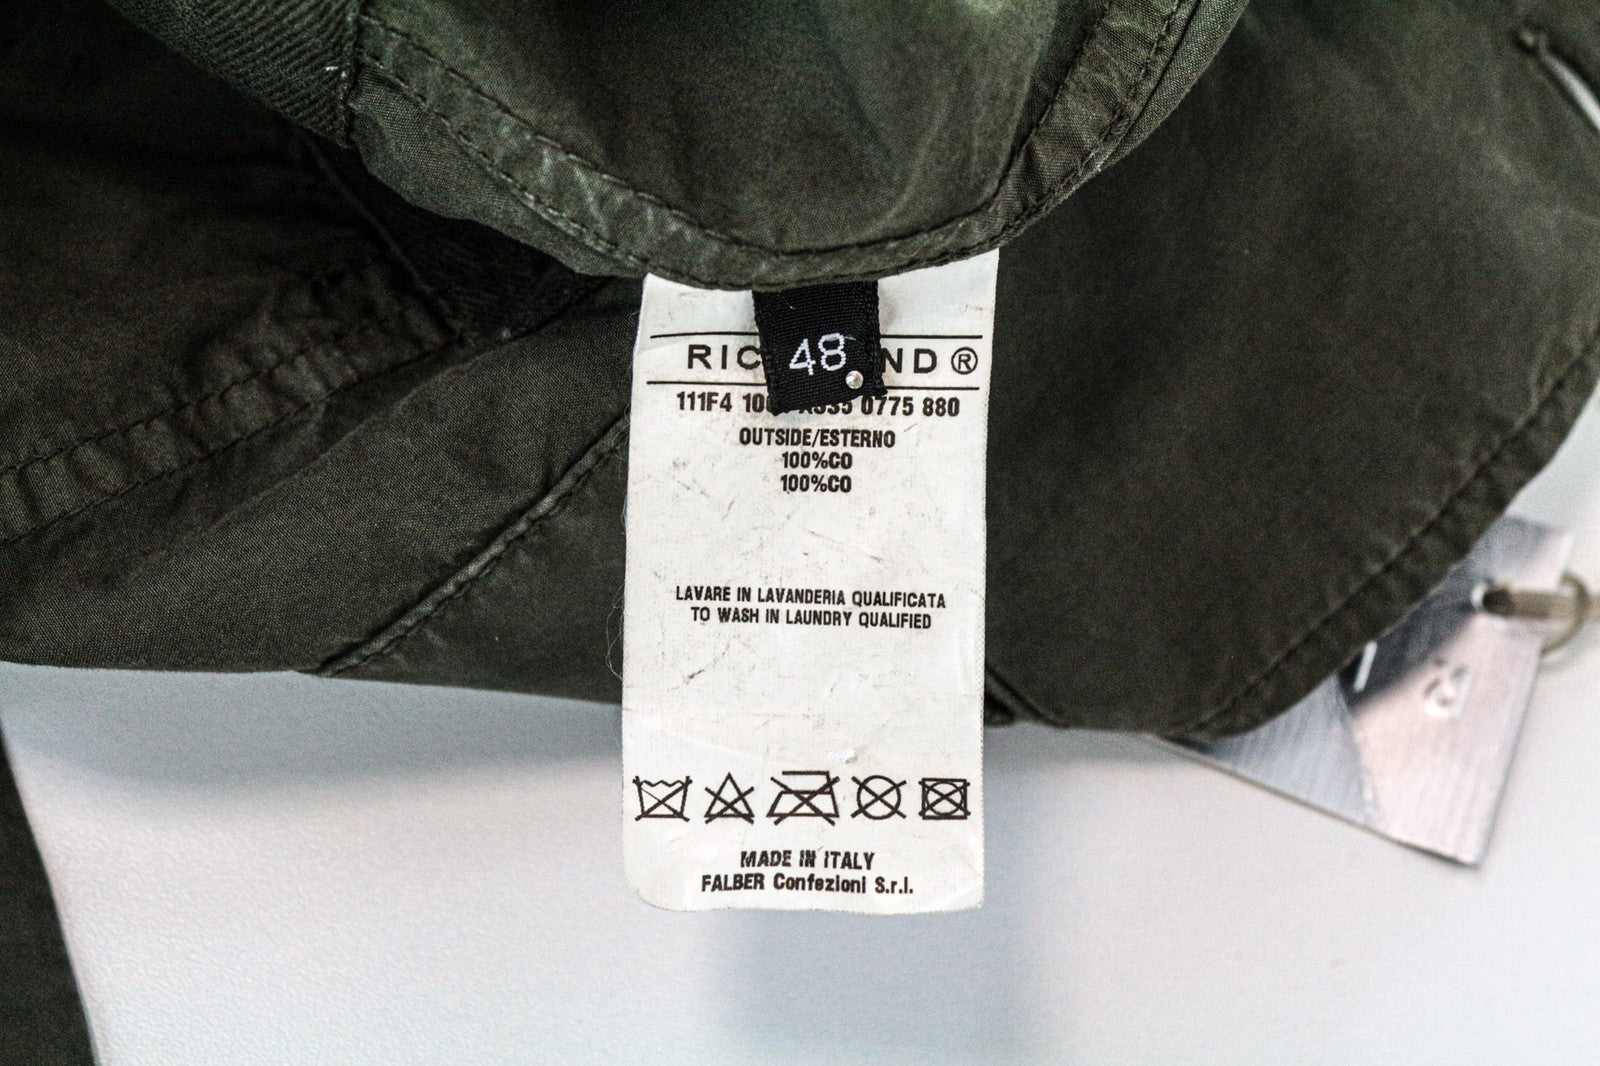 RIC 48 ND ®
111F4 0775 880
OUTSIDE/ESTERNO
100%CO
100%CO
LAVARE IN LAVANDERIA QUALIFICATA
TO WASH IN LAUNDRY QUALIFIED
MADE IN ITALY
FALBER Confezioni S.r.l.